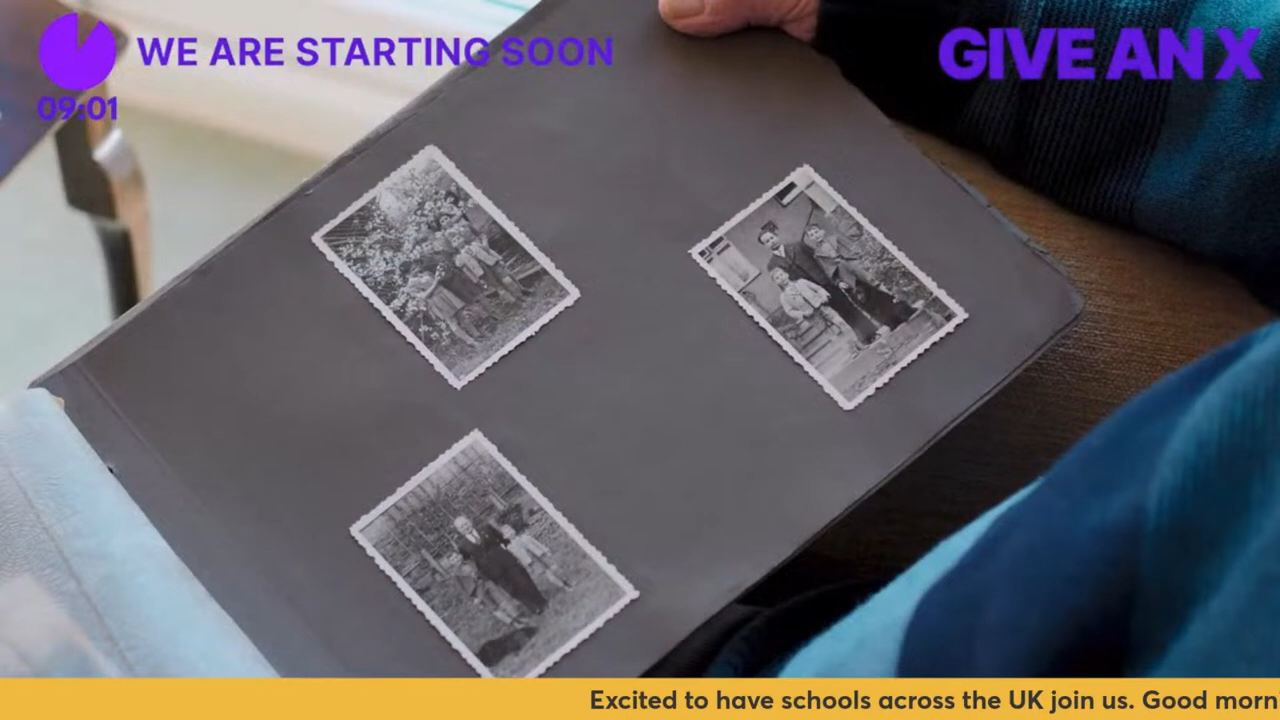 WE ARE STARTING SOON
GIVE AN X
09:01
Excited to have schools across the UK join us. Good morn